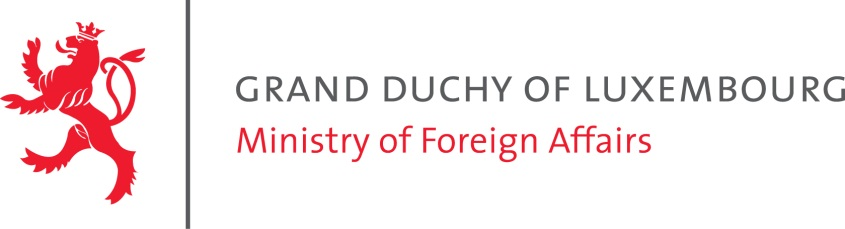 GRAND DUCHY OF LUXEMBOURG
Ministry of Foreign Affairs